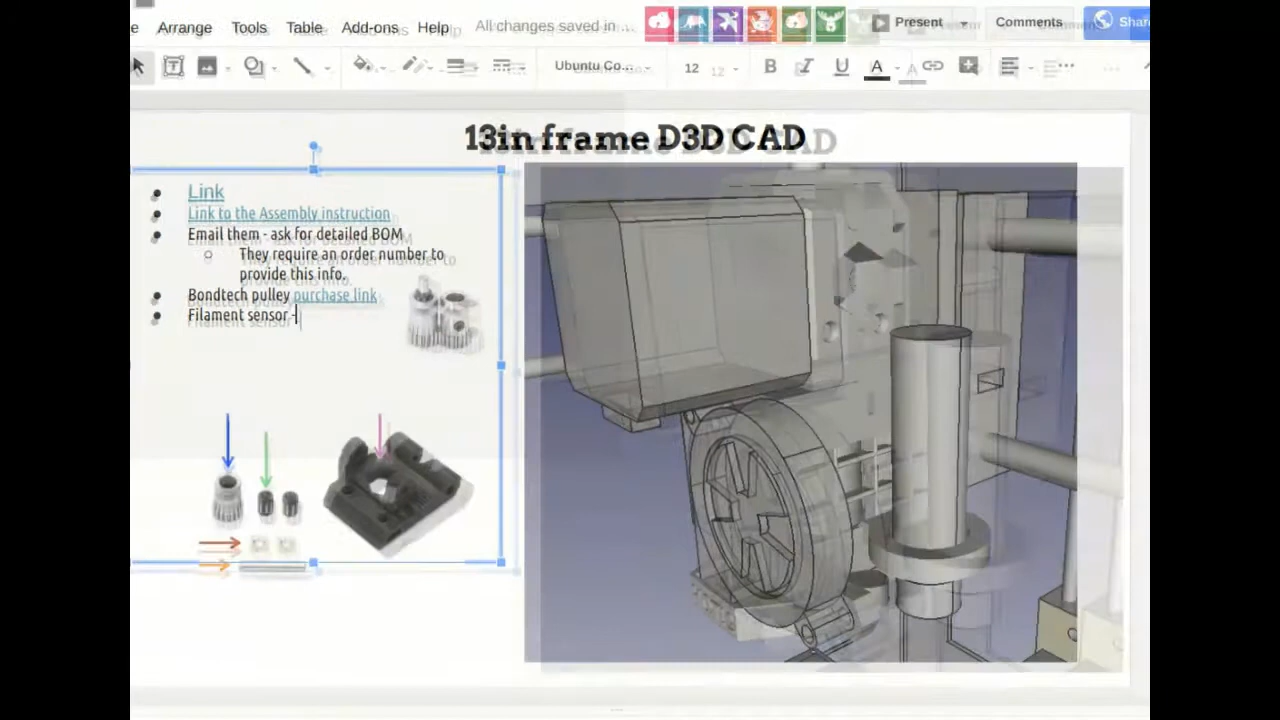 e Arrange Tools Table Add-ons Help All changes saved in ... Present Comments Shar
Ubuntu Co... 12 B I U A
13in frame D3D CAD
Link
Link to the Assembly instruction
Email them - ask for detailed BOM
They require an order number to
provide this info.
Bondtech pulley purchase link
Filament sensor -